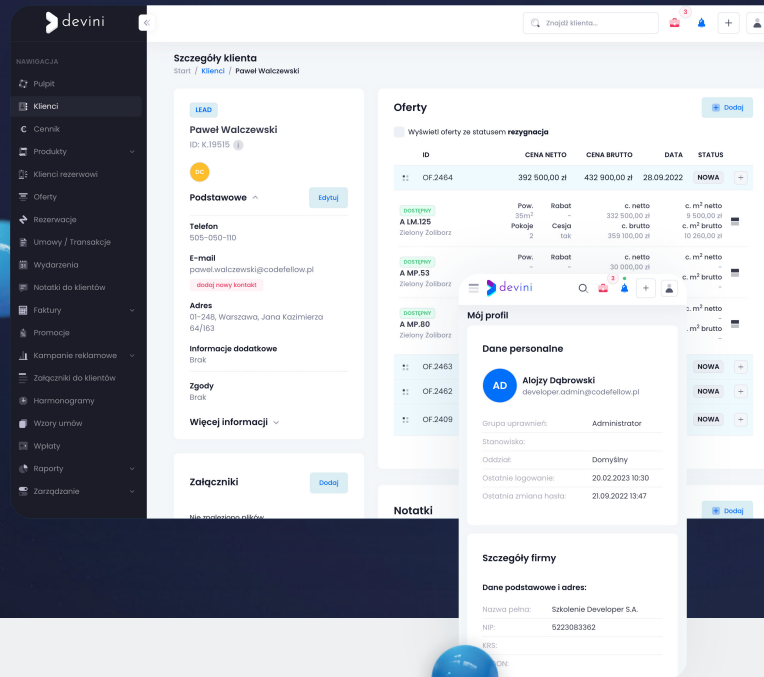 devini
Znajdź klienta...
3
NAWIGACJA
Pulpit
Klienci
Cennik
Produkty
Klienci rezerwowi
Oferty
Rezerwacje
Umowy / Transakcje
Wydarzenia
Notatki do klientów
Faktury
Promocje
Kampanie reklamowe
Załączniki do klientów
Harmonogramy
Wzory umów
Wpłaty
Raporty
Zarządzanie
Szczegóły klienta
Start / Klienci / Paweł Walczewski
LEAD
Paweł Walczewski
ID: K.19515 i
DC
Podstawowe
Edytuj
Telefon
505-050-110
E-mail
pawel.walczewski@codefellow.pl
dodaj nowy kontakt
Adres
01-248, Warszawa, Jana Kazimierza
64/163
Informacje dodatkowe
Brak
Zgody
Brak
Więcej informacji
Załączniki
Dodaj
Nie znaleziono plików
Oferty
Dodaj
Wyświetl oferty ze statusem rezygnacja
ID CENA NETTO CENA BRUTTO DATA STATUS
OF.2464 392 500,00 zł 432 900,00 zł 28.09.2022 NOWA +
DOSTĘPNY
A LM.125
Zielony Żoliborz
Pow. Rabat c. netto c. m² netto
35m² – 332 500,00 zł 9 500,00 zł
Pokoje Cesja c. brutto c. m² brutto
2 tak 359 100,00 zł 10 260,00 zł
DOSTĘPNY
A MP.53
Zielony Żoliborz
Pow. Rabat c. netto c. m² netto
– – 30 000,00 zł –
c. m² brutto
–
DOSTĘPNY
A MP.80
Zielony Żoliborz
c. m² netto
–
. m² brutto
–
OF.2463 NOWA +
OF.2462 NOWA +
OF.2409 NOWA +
Notatki
Dodaj
devini
3
Mój profil
Dane personalne
AD
Alojzy Dąbrowski
developer.admin@codefellow.pl
Grupa uprawnień: Administrator
Stanowisko:
Oddział: Domyślny
Ostatnie logowanie: 20.02.2023 10:30
Ostatnia zmiana hasła: 21.09.2022 13:47
Szczegóły firmy
Dane podstawowe i adres:
Nazwa pełna: Szkolenie Developer S.A.
NIP: 5223083362
KRS: